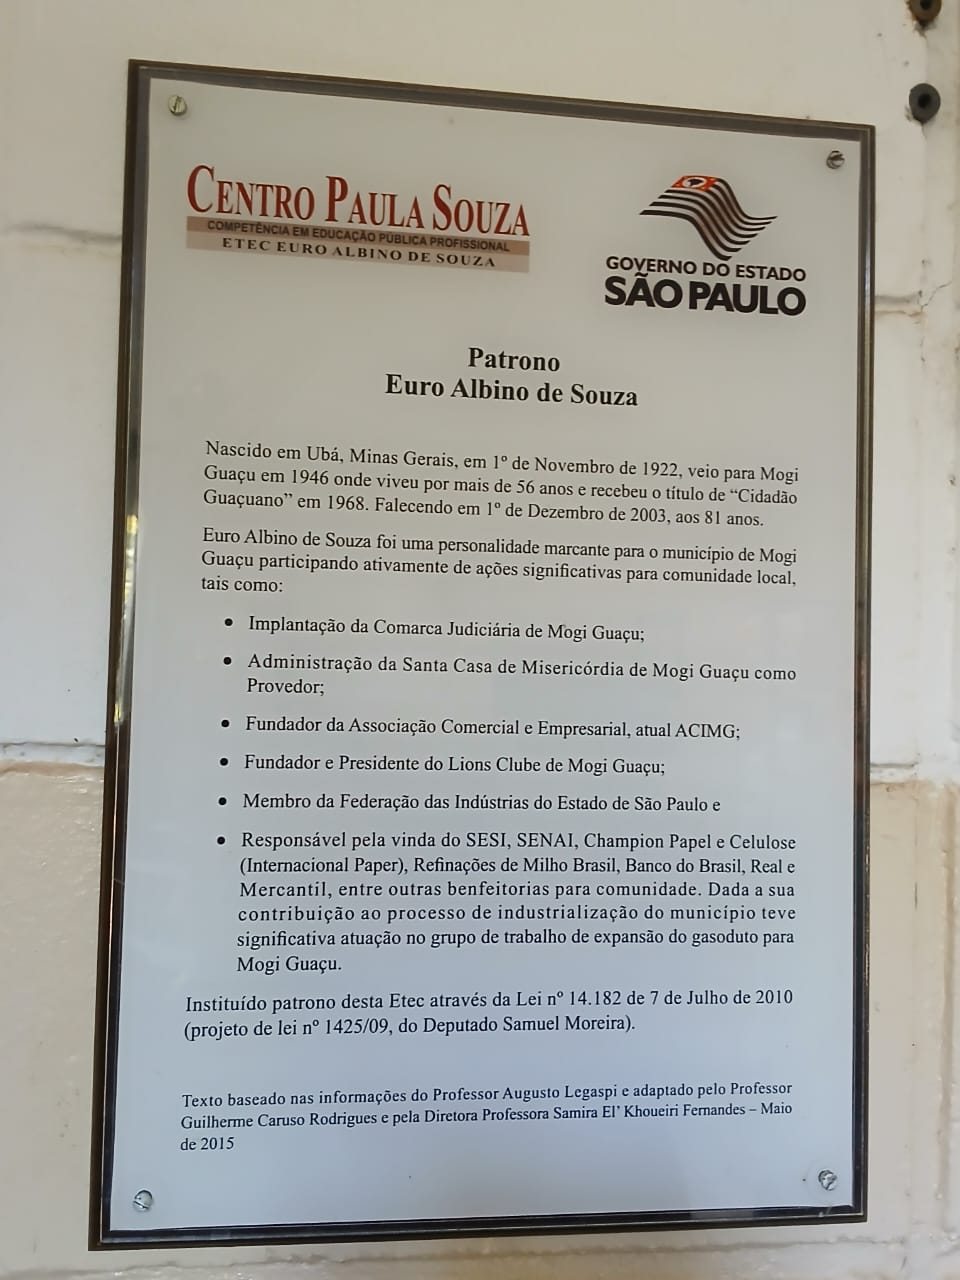 CENTRO PAULA SOUZA
COMPETÊNCIA EM EDUCAÇÃO PÚBLICA PROFISSIONAL
ETEC EURO ALBINO DE SOUZA
GOVERNO DO ESTADO
SÃO PAULO
Patrono
Euro Albino de Souza
Nascido em Ubá, Minas Gerais, em 1º de Novembro de 1922, veio para Mogi
Guaçu em 1946 onde viveu por mais de 56 anos e recebeu o título de “Cidadão
Guaçuano” em 1968. Falecendo em 1º de Dezembro de 2003, aos 81 anos.
Euro Albino de Souza foi uma personalidade marcante para o município de Mogi
Guaçu participando ativamente de ações significativas para comunidade local,
tais como:
• Implantação da Comarca Judiciária de Mogi Guaçu;
• Administração da Santa Casa de Misericórdia de Mogi Guaçu como
Provedor;
• Fundador da Associação Comercial e Empresarial, atual ACIMG;
• Fundador e Presidente do Lions Clube de Mogi Guaçu;
• Membro da Federação das Indústrias do Estado de São Paulo e
• Responsável pela vinda do SESI, SENAI, Champion Papel e Celulose
(Internacional Paper), Refinações de Milho Brasil, Banco do Brasil, Real e
Mercantil, entre outras benfeitorias para comunidade. Dada a sua
contribuição ao processo de industrialização do município teve
significativa atuação no grupo de trabalho de expansão do gasoduto para
Mogi Guaçu.
Instituído patrono desta Etec através da Lei nº 14.182 de 7 de Julho de 2010
(projeto de lei nº 1425/09, do Deputado Samuel Moreira).
Texto baseado nas informações do Professor Augusto Legaspi e adaptado pelo Professor
Guilherme Caruso Rodrigues e pela Diretora Professora Samira El’ Khoueiri Fernandes – Maio
de 2015